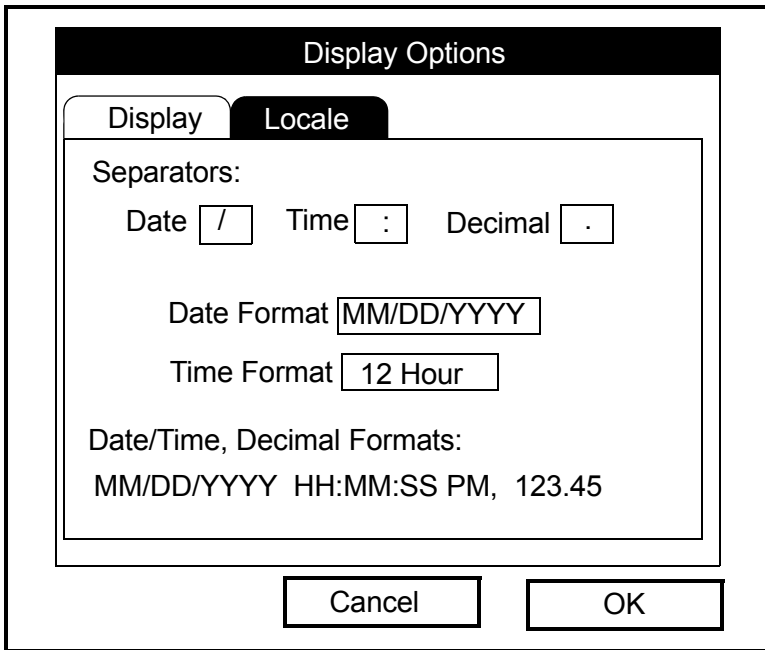 Display Options
Display Locale
Separators:
Date / Time : Decimal .
Date Format MM/DD/YYYY
Time Format 12 Hour
Date/Time, Decimal Formats:
MM/DD/YYYY HH:MM:SS PM, 123.45
Cancel OK